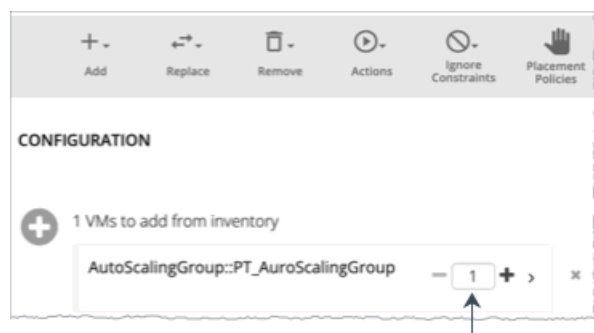 Add
Replace
Remove
Actions
Ignore
Constraints
Placement
Policies
CONFIGURATION
1 VMs to add from inventory
AutoScalingGroup::PT_AuroScalingGroup
1